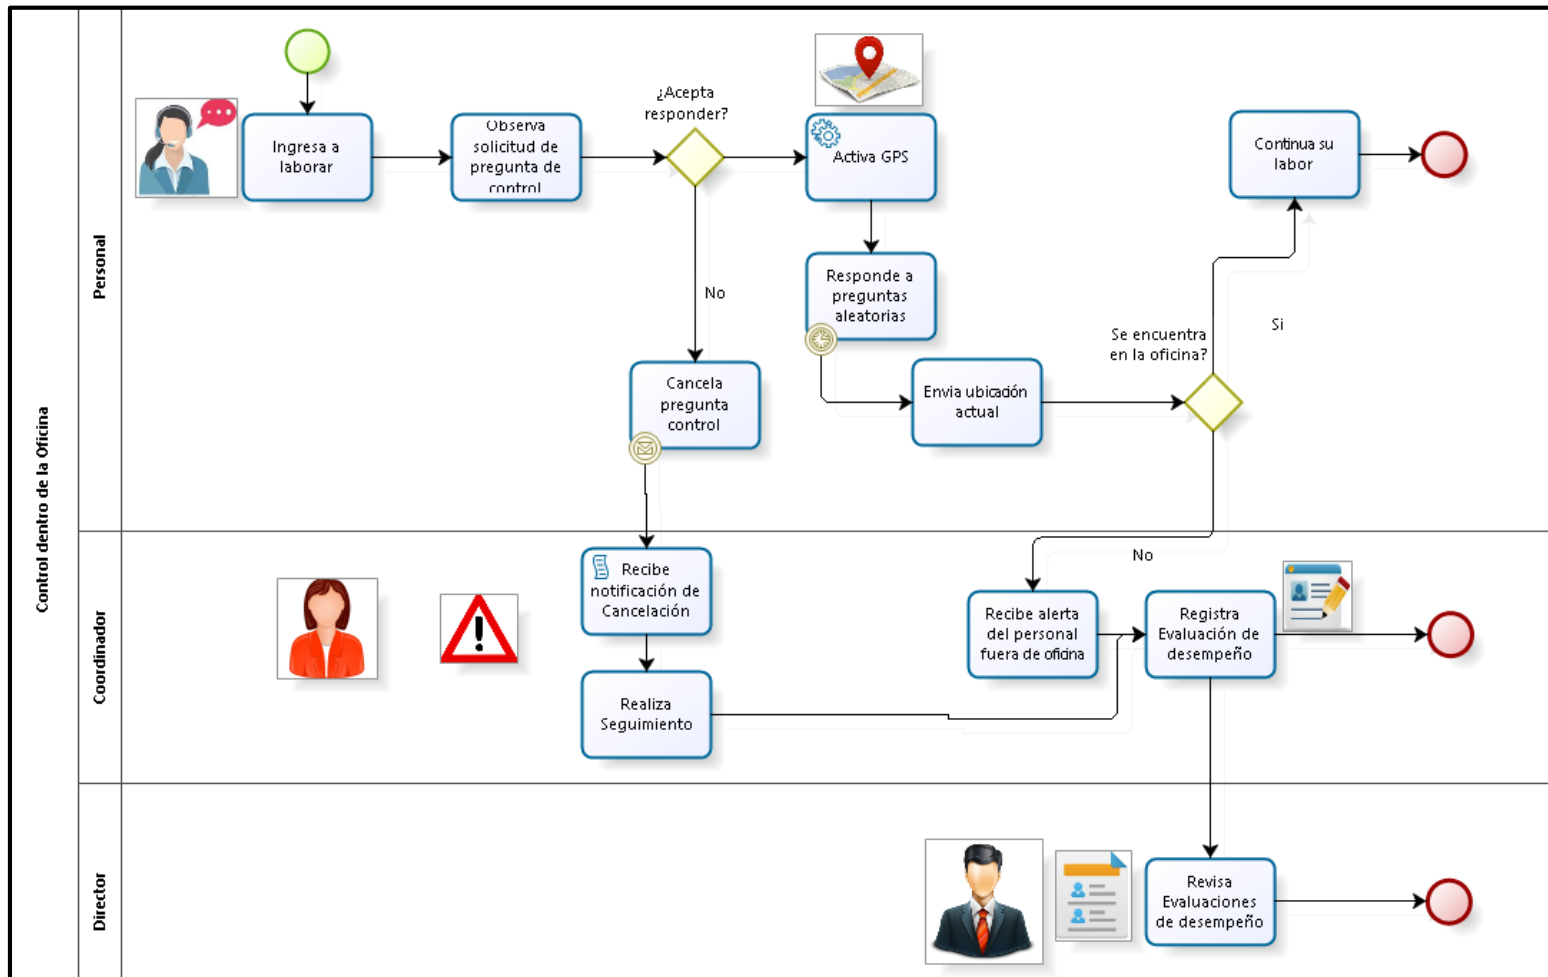 Control dentro de la Oficina
Personal
Ingresa a
laborar
Observa
solicitud de
pregunta de
control
¿Acepta
responder?
No
Activa GPS
Responde a
preguntas
aleatorias
Cancela
pregunta
control
Envia ubicación
actual
Se encuentra
en la oficina?
Si
Continua su
labor
No
Coordinador
Recibe
notificación de
Cancelación
Realiza
Seguimiento
Recibe alerta
del personal
fuera de oficina
Registra
Evaluación de
desempeño
Director
Revisa
Evaluaciones
de desempeño